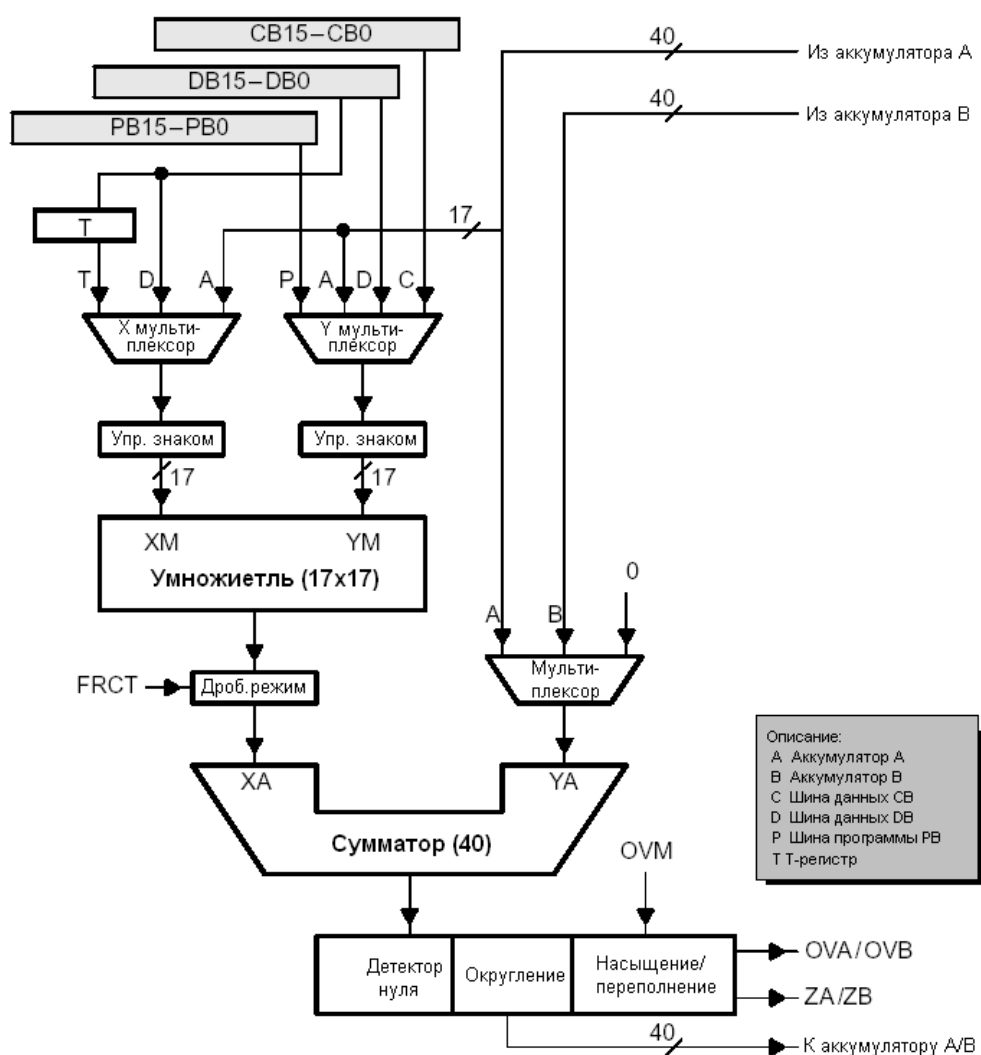 CB15–CB0
40
Из аккумулятора A
DB15–DB0
40
PB15–PB0
Из аккумулятора B
T
17
T
D
A
P
A
D
C
X мульти-
плексор
Y мульти-
плексор
Упр. знаком
Упр. знаком
17
17
XM
YM
Умножиетль (17x17)
0
A
B
Мульти-
плексор
FRCT
Дроб.режим
XA
YA
Сумматор (40)
OVM
Описание:
A Аккумулятор A
B Аккумулятор B
C Шина данных CB
D Шина данных DB
P Шина программы PB
T T-регистр
Детектор
нуля
Округление
Насыщение/
переполнение
OVA/OVB
ZA/ZB
40
К аккумулятору A/B